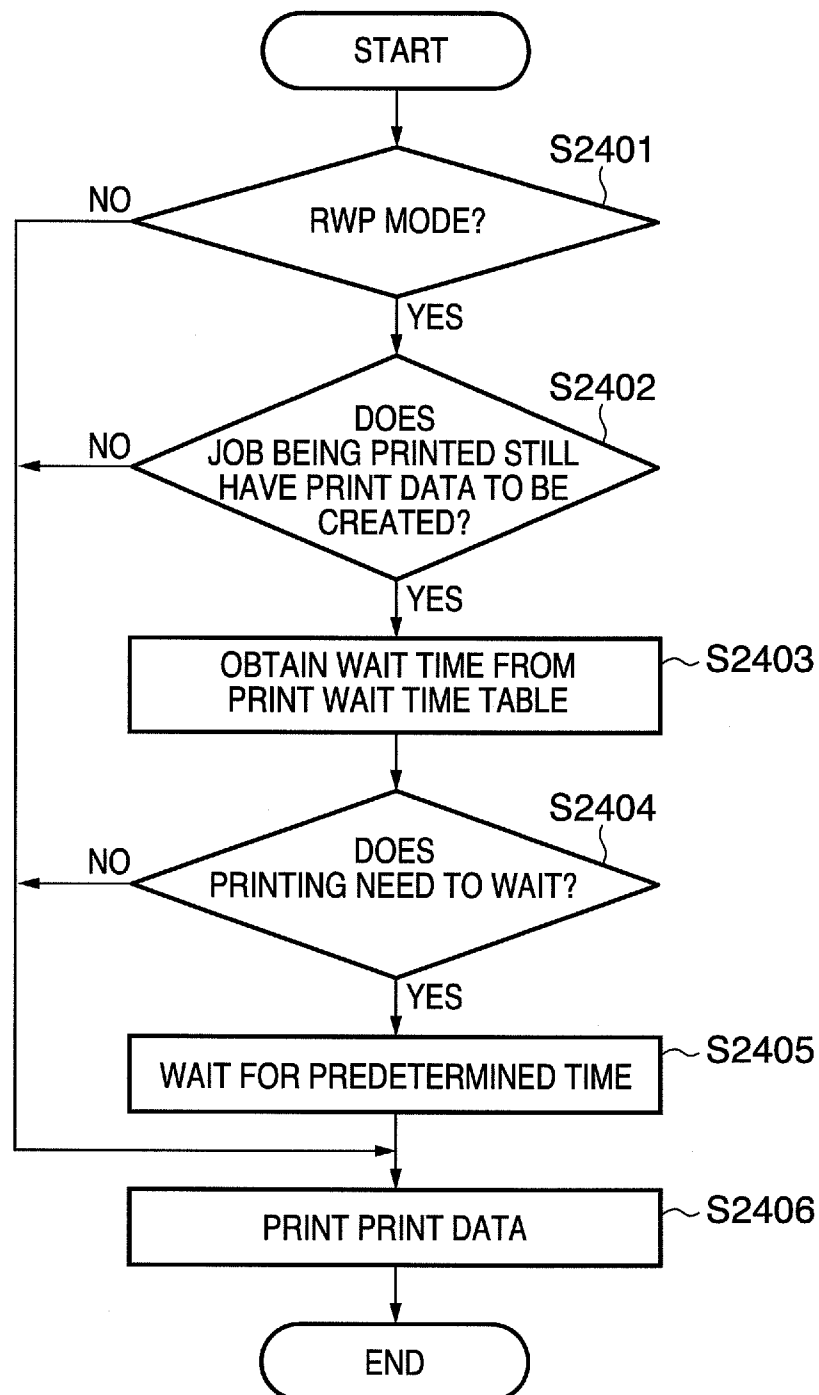 START
S2401
NO
RWP MODE?
YES
S2402
NO
DOES
JOB BEING PRINTED STILL
HAVE PRINT DATA TO BE
CREATED?
YES
OBTAIN WAIT TIME FROM
PRINT WAIT TIME TABLE
S2403
S2404
NO
DOES
PRINTING NEED TO WAIT?
YES
WAIT FOR PREDETERMINED TIME
S2405
PRINT PRINT DATA
S2406
END